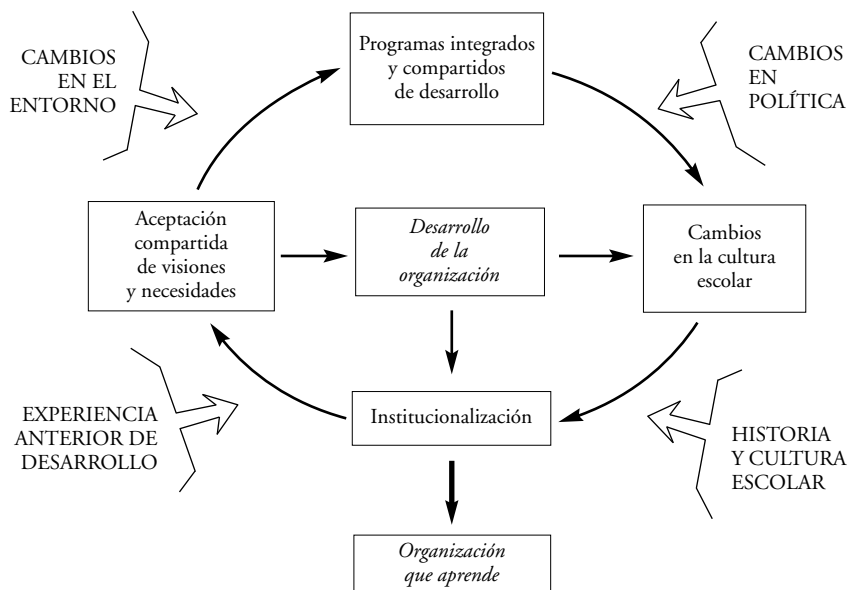 Programas integrados
y compartidos
de desarrollo
CAMBIOS
EN EL
ENTORNO
CAMBIOS
EN
POLÍTICA
Aceptación
compartida
de visiones
y necesidades
Desarrollo
de la
organización
Cambios
en la cultura
escolar
EXPERIENCIA
ANTERIOR DE
DESARROLLO
Institucionalización
HISTORIA
Y CULTURA
ESCOLAR
Organización
que aprende